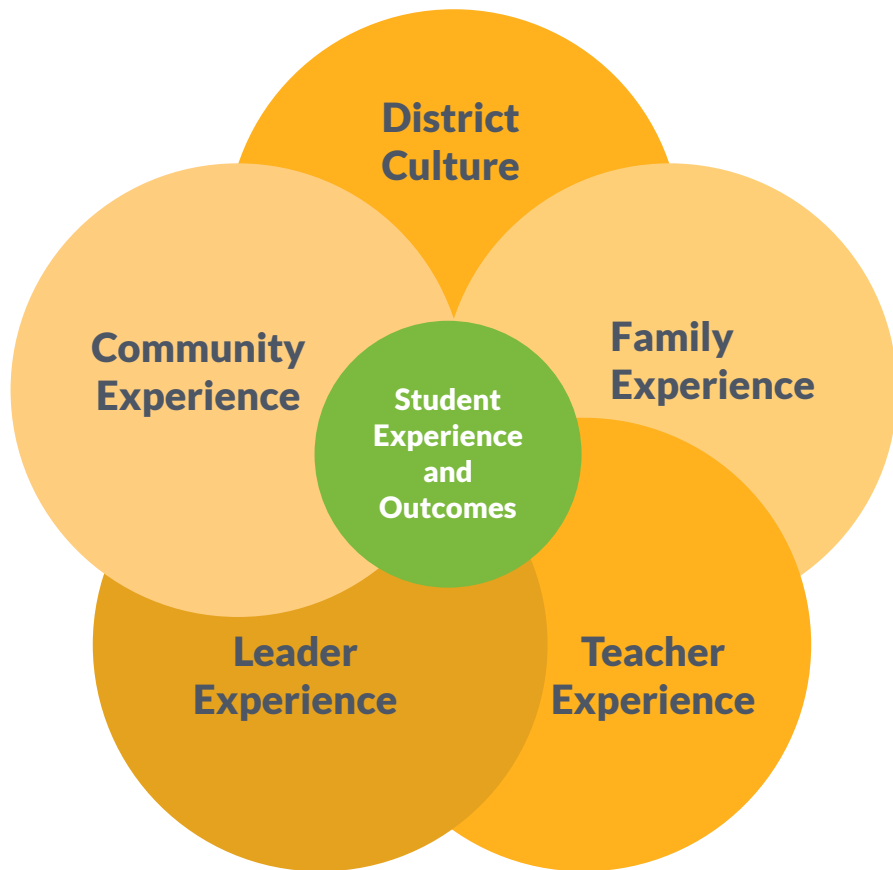 District
Culture
Community
Experience
Family
Experience
Student
Experience
and
Outcomes
Leader
Experience
Teacher
Experience